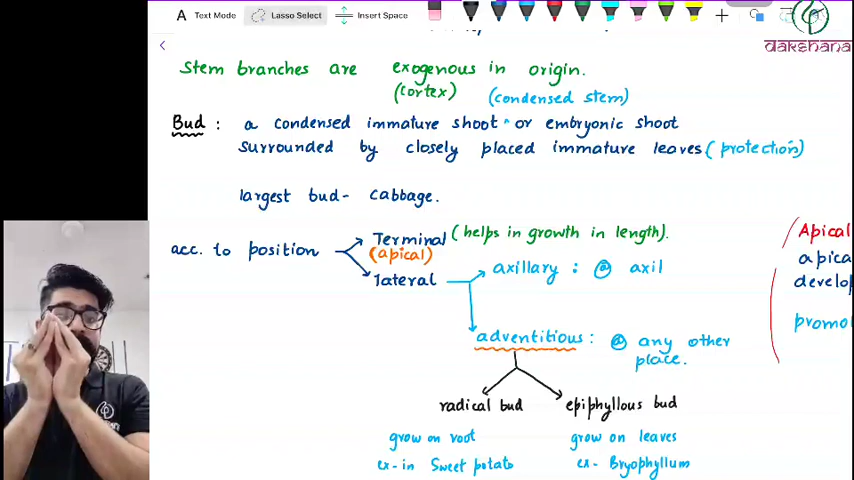 A Text Mode Lasso Select Insert Space
dakshana
Stem branches are exogenous in origin.
(cortex) (condensed stem)
Bud : a condensed immature shoot ^ or embryonic shoot
surrounded by closely placed immature leaves (protection)
largest bud- cabbage.
acc. to position
Terminal (helps in growth in length).
(apical)
lateral
axillary : @ axil
adventitious : @ any other
place.
radical bud
grow on root
ex- in Sweet potato
epiphyllous bud
grow on leaves
ex- Bryophyllum
Apical
apica
develop
promo